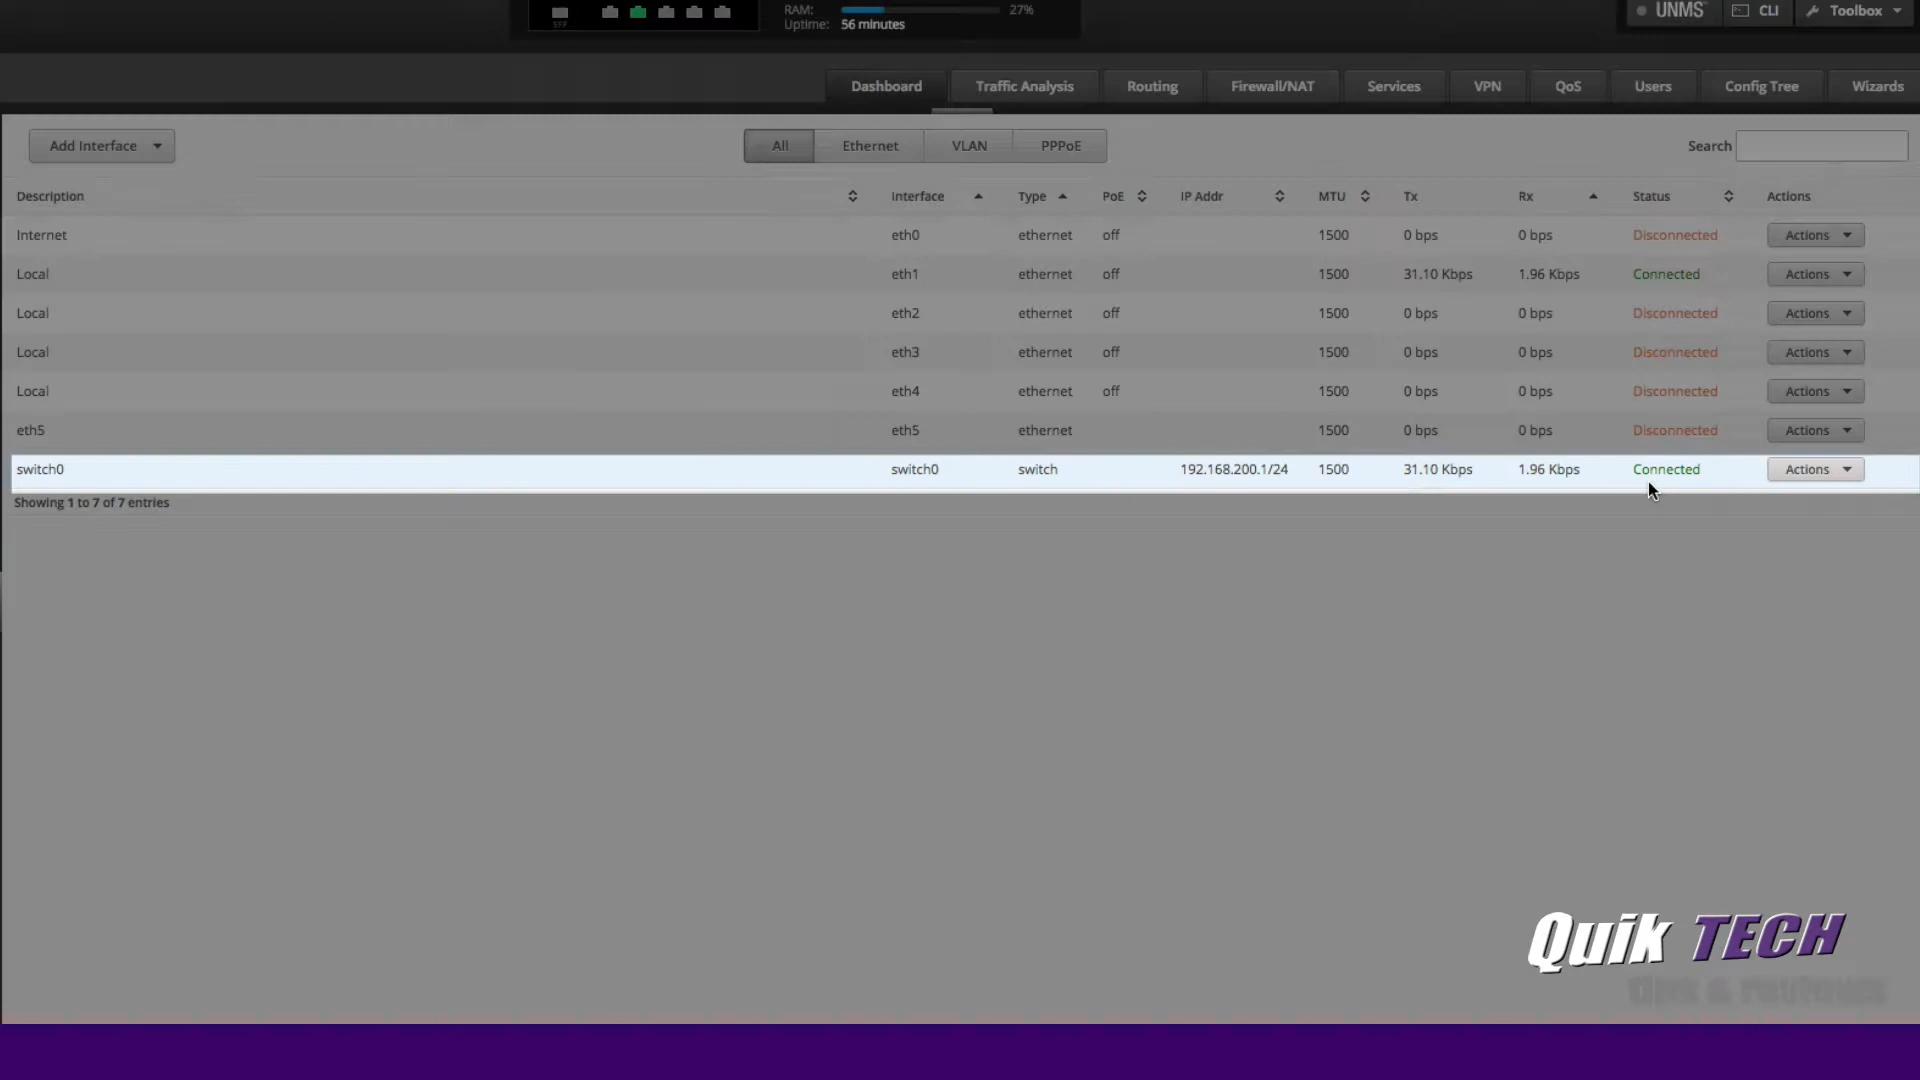 SFP
RAM: 27%
Uptime: 56 minutes
UNMS CLI Toolbox
Dashboard Traffic Analysis Routing Firewall/NAT Services VPN QoS Users Config Tree Wizards
Add Interface All Ethernet VLAN PPPoE Search
Description Interface Type PoE IP Addr MTU Tx Rx Status Actions
Internet eth0 ethernet off 1500 0 bps 0 bps Disconnected Actions
Local eth1 ethernet off 1500 31.10 Kbps 1.96 Kbps Connected Actions
Local eth2 ethernet off 1500 0 bps 0 bps Disconnected Actions
Local eth3 ethernet off 1500 0 bps 0 bps Disconnected Actions
Local eth4 ethernet off 1500 0 bps 0 bps Disconnected Actions
eth5 eth5 ethernet 1500 0 bps 0 bps Disconnected Actions
switch0 switch0 switch 192.168.200.1/24 1500 31.10 Kbps 1.96 Kbps Connected Actions
Showing 1 to 7 of 7 entries
Quik TECH